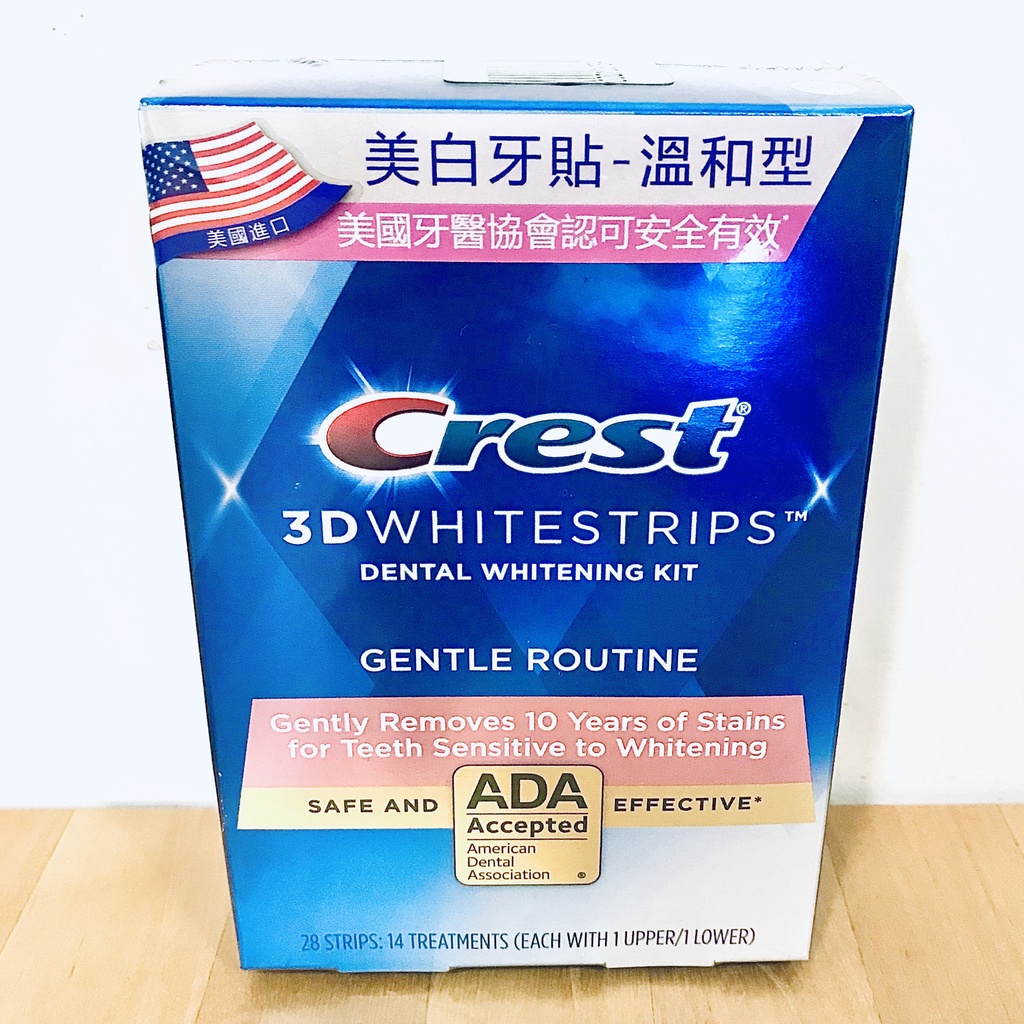 美白牙貼-溫和型
美國進口
美國牙醫協會認可安全有效*
Crest®
3DWHITESTRIPS™
DENTAL WHITENING KIT
GENTLE ROUTINE
Gently Removes 10 Years of Stains
for Teeth Sensitive to Whitening
SAFE AND
ADA
Accepted
American
Dental
Association ®
EFFECTIVE*
28 STRIPS: 14 TREATMENTS (EACH WITH 1 UPPER/1 LOWER)